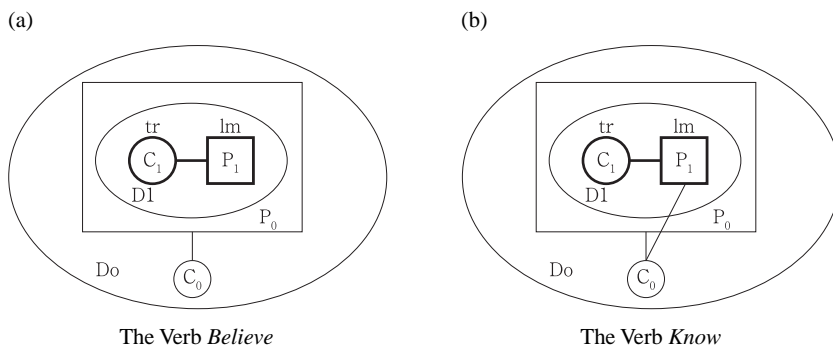 (a)
(b)
tr lm
C₁ P₁
D1
P₀
Do
C₀
The Verb Believe
tr lm
C₁ P₁
D1
P₀
Do
C₀
The Verb Know